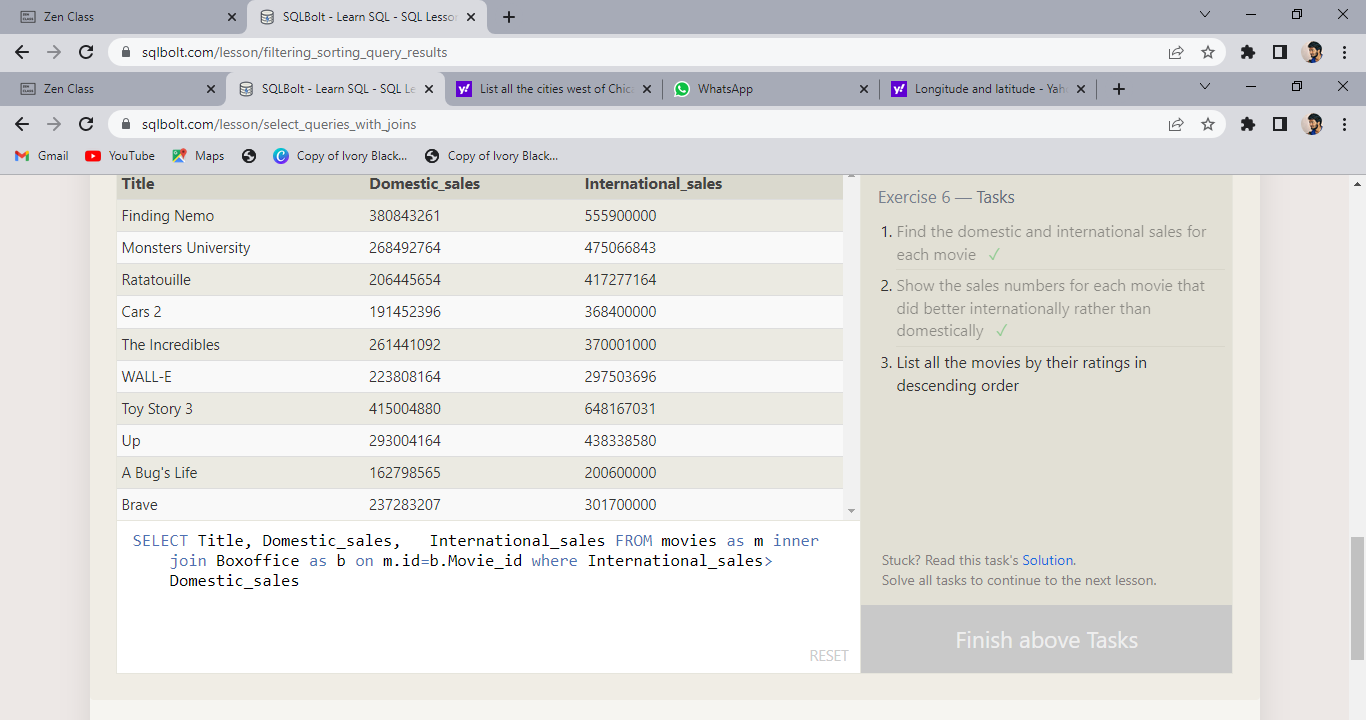 Zen Class
SQLBolt - Learn SQL - SQL Lesson
sqlbolt.com/lesson/filtering_sorting_query_results
Zen Class
SQLBolt - Learn SQL - SQL Le
List all the cities west of Chica
WhatsApp
Longitude and latitude - Yah
sqlbolt.com/lesson/select_queries_with_joins
Gmail
YouTube
Maps
Copy of Ivory Black...
Copy of Ivory Black...
Title Domestic_sales International_sales
Finding Nemo 380843261 555900000
Monsters University 268492764 475066843
Ratatouille 206445654 417277164
Cars 2 191452396 368400000
The Incredibles 261441092 370001000
WALL-E 223808164 297503696
Toy Story 3 415004880 648167031
Up 293004164 438338580
A Bug's Life 162798565 200600000
Brave 237283207 301700000
SELECT Title, Domestic_sales,   International_sales FROM movies as m inner
join Boxoffice as b on m.id=b.Movie_id where International_sales>
Domestic_sales
RESET
Exercise 6 — Tasks
1. Find the domestic and international sales for
each movie ✓
2. Show the sales numbers for each movie that
did better internationally rather than
domestically ✓
3. List all the movies by their ratings in
descending order
Stuck? Read this task's Solution.
Solve all tasks to continue to the next lesson.
Finish above Tasks